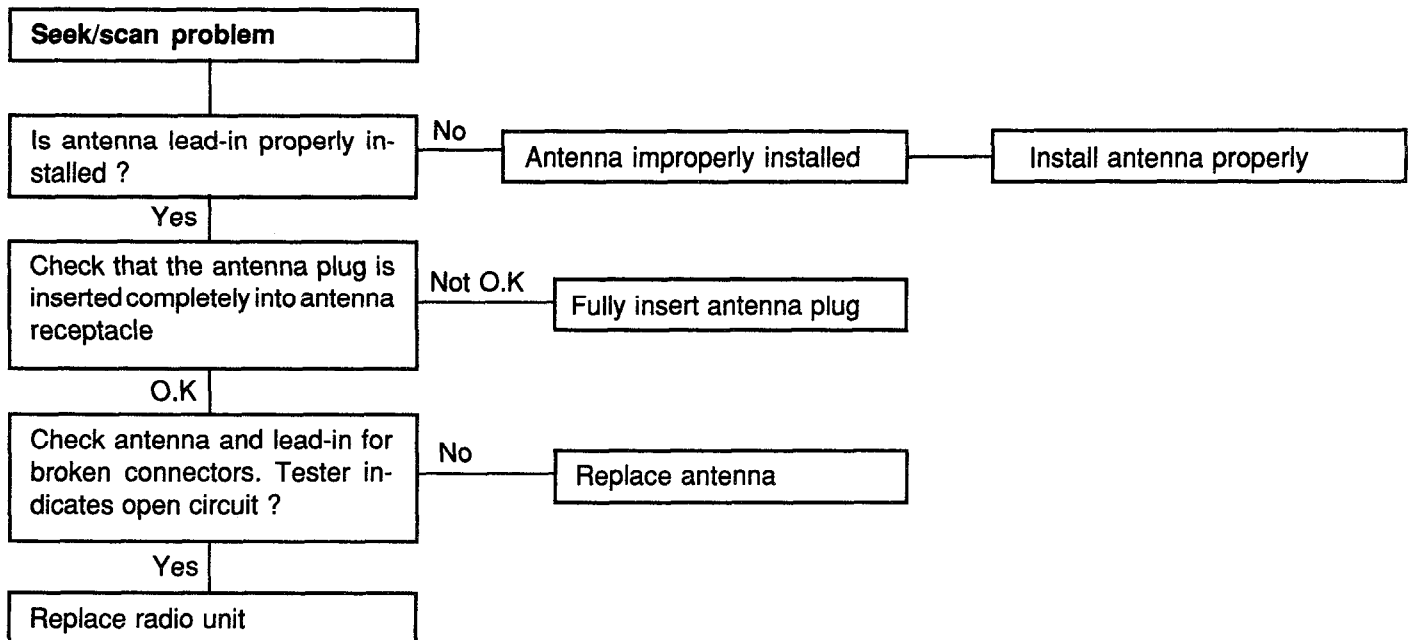 Seek/scan problem
Is antenna lead-in properly in-
stalled ?
No
Antenna improperly installed
Install antenna properly
Yes
Check that the antenna plug is
inserted completely into antenna
receptacle
Not O.K
Fully insert antenna plug
O.K
Check antenna and lead-in for
broken connectors. Tester in-
dicates open circuit ?
No
Replace antenna
Yes
Replace radio unit